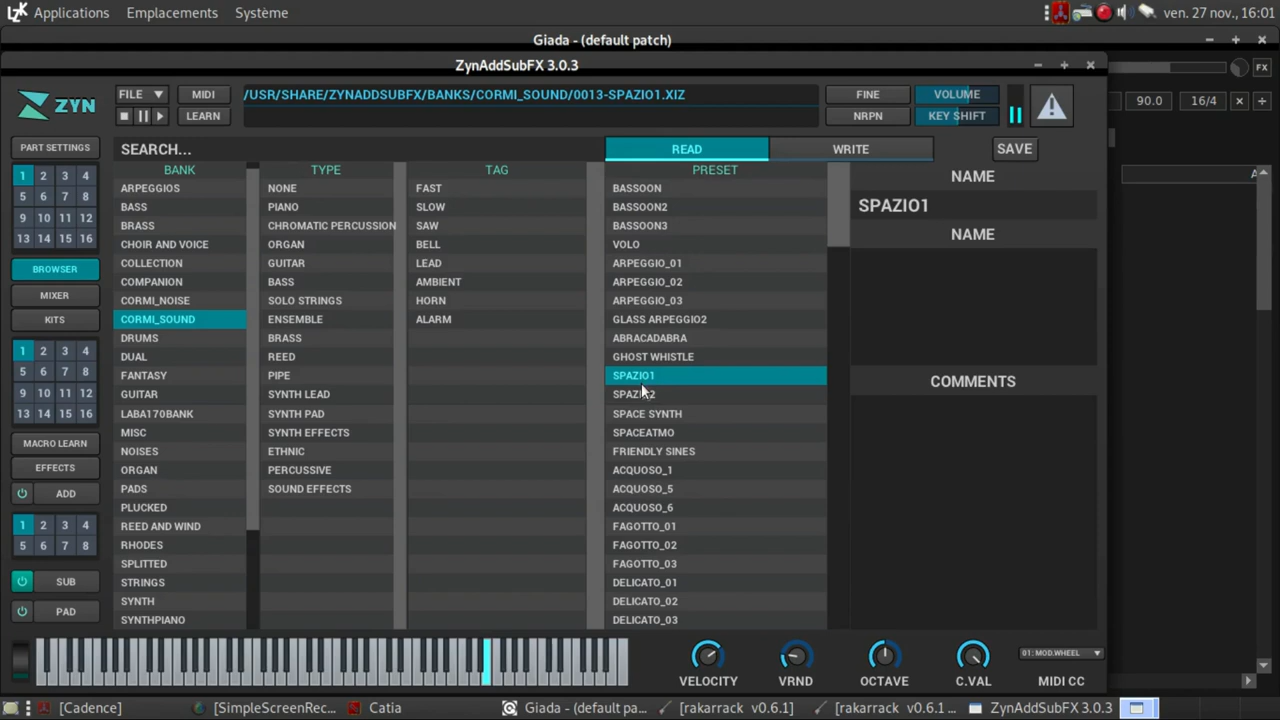 Applications Emplacements Système ven. 27 nov., 16:01
Giada - (default patch)
ZynAddSubFX 3.0.3
FX
ZYN
FILE MIDI /USR/SHARE/ZYNADDSUBFX/BANKS/CORMI_SOUND/0013-SPAZIO1.XIZ FINE VOLUME
90.0 16/4
LEARN NRPN KEY SHIFT
PART SETTINGS SEARCH... READ WRITE SAVE
BANK TYPE TAG PRESET NAME
1 2 3 4
5 6 7 8
9 10 11 12
13 14 15 16
BROWSER
MIXER
KITS
1 2 3 4
5 6 7 8
9 10 11 12
13 14 15 16
MACRO LEARN
EFFECTS
ADD
1 2 3 4
5 6 7 8
SUB
PAD
ARPEGGIOS
BASS
BRASS
CHOIR AND VOICE
COLLECTION
COMPANION
CORMI_NOISE
CORMI_SOUND
DRUMS
DUAL
FANTASY
GUITAR
LABA170BANK
MISC
NOISES
ORGAN
PADS
PLUCKED
REED AND WIND
RHODES
SPLITTED
STRINGS
SYNTH
SYNTHPIANO
NONE
PIANO
CHROMATIC PERCUSSION
ORGAN
GUITAR
BASS
SOLO STRINGS
ENSEMBLE
BRASS
REED
PIPE
SYNTH LEAD
SYNTH PAD
SYNTH EFFECTS
ETHNIC
PERCUSSIVE
SOUND EFFECTS
FAST
SLOW
SAW
BELL
LEAD
AMBIENT
HORN
ALARM
BASSOON
BASSOON2
BASSOON3
VOLO
ARPEGGIO_01
ARPEGGIO_02
ARPEGGIO_03
GLASS ARPEGGIO2
ABRACADABRA
GHOST WHISTLE
SPAZIO1
SPAZIO2
SPACE SYNTH
SPACEATMO
FRIENDLY SINES
ACQUOSO_1
ACQUOSO_5
ACQUOSO_6
FAGOTTO_01
FAGOTTO_02
FAGOTTO_03
DELICATO_01
DELICATO_02
DELICATO_03
SPAZIO1
NAME
COMMENTS
01: MOD.WHEEL
VELOCITY VRND OCTAVE C.VAL MIDI CC
[Cadence] [SimpleScreenRec... Catia Giada - (default pa... [rakarrack v0.6.1] [rakarrack v0.6.1 ... ZynAddSubFX 3.0.3